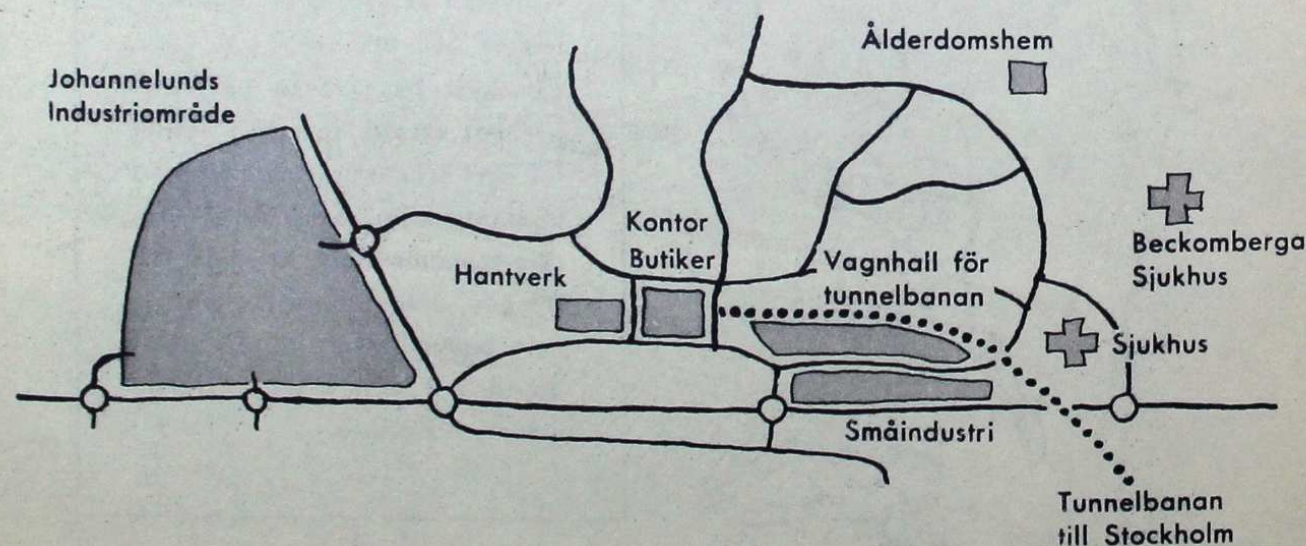 Ålderdomshem
Johannelunds
Industriområde
Kontor
Butiker
Beckomberga
Sjukhus
Hantverk
Vagnhall för
tunnelbanan
Sjukhus
Småindustri
Tunnelbanan
till Stockholm